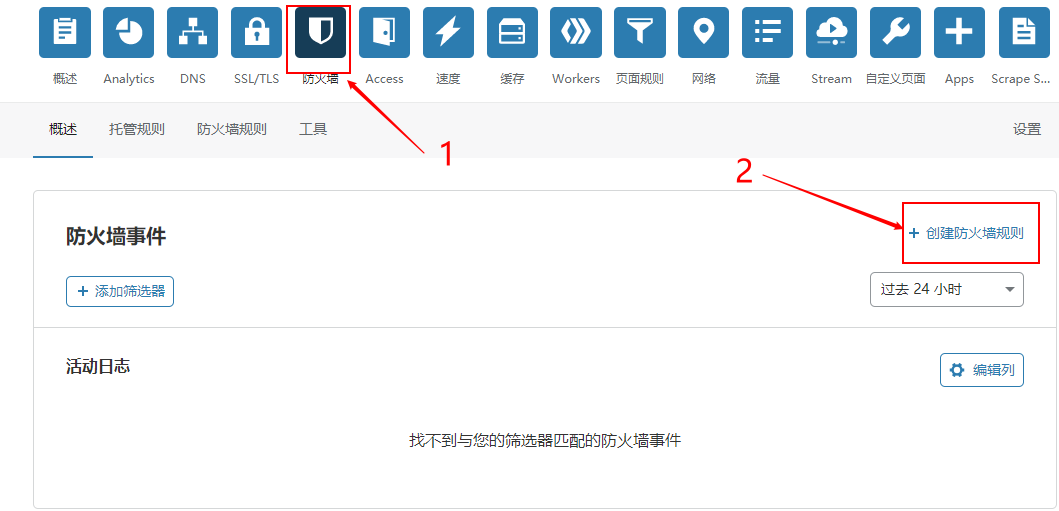 概述 Analytics DNS SSL/TLS 防火墙 Access 速度 缓存 Workers 页面规则 网络 流量 Stream 自定义页面 Apps Scrape S...
概述 托管规则 防火墙规则 工具 设置
1
2
防火墙事件
+ 创建防火墙规则
+ 添加筛选器
过去 24 小时
活动日志
编辑列
找不到与您的筛选器匹配的防火墙事件